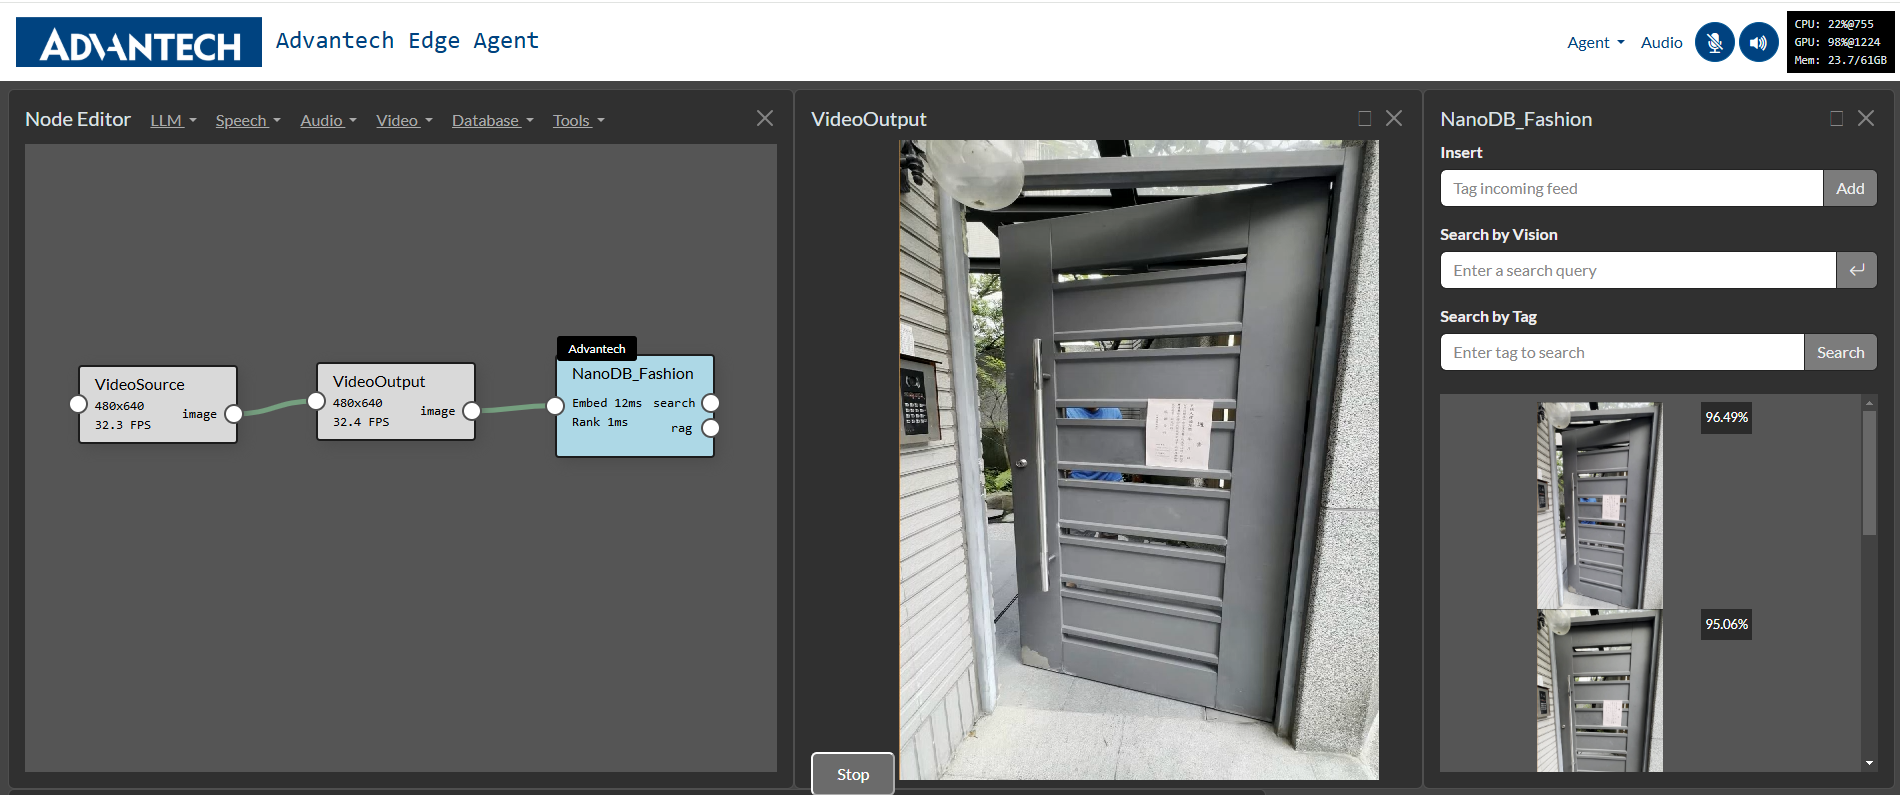 ADVANTECH
Advantech Edge Agent
Agent
Audio
CPU: 22%@755
GPU: 98%@1224
Mem: 23.7/61GB
Node Editor
LLM
Speech
Audio
Video
Database
Tools
VideoSource
480x640
32.3 FPS
image
VideoOutput
480x640
32.4 FPS
image
Advantech
NanoDB_Fashion
Embed 12ms
search
Rank 1ms
rag
VideoOutput
Stop
NanoDB_Fashion
Insert
Tag incoming feed
Add
Search by Vision
Enter a search query
Search by Tag
Enter tag to search
Search
96.49%
95.06%